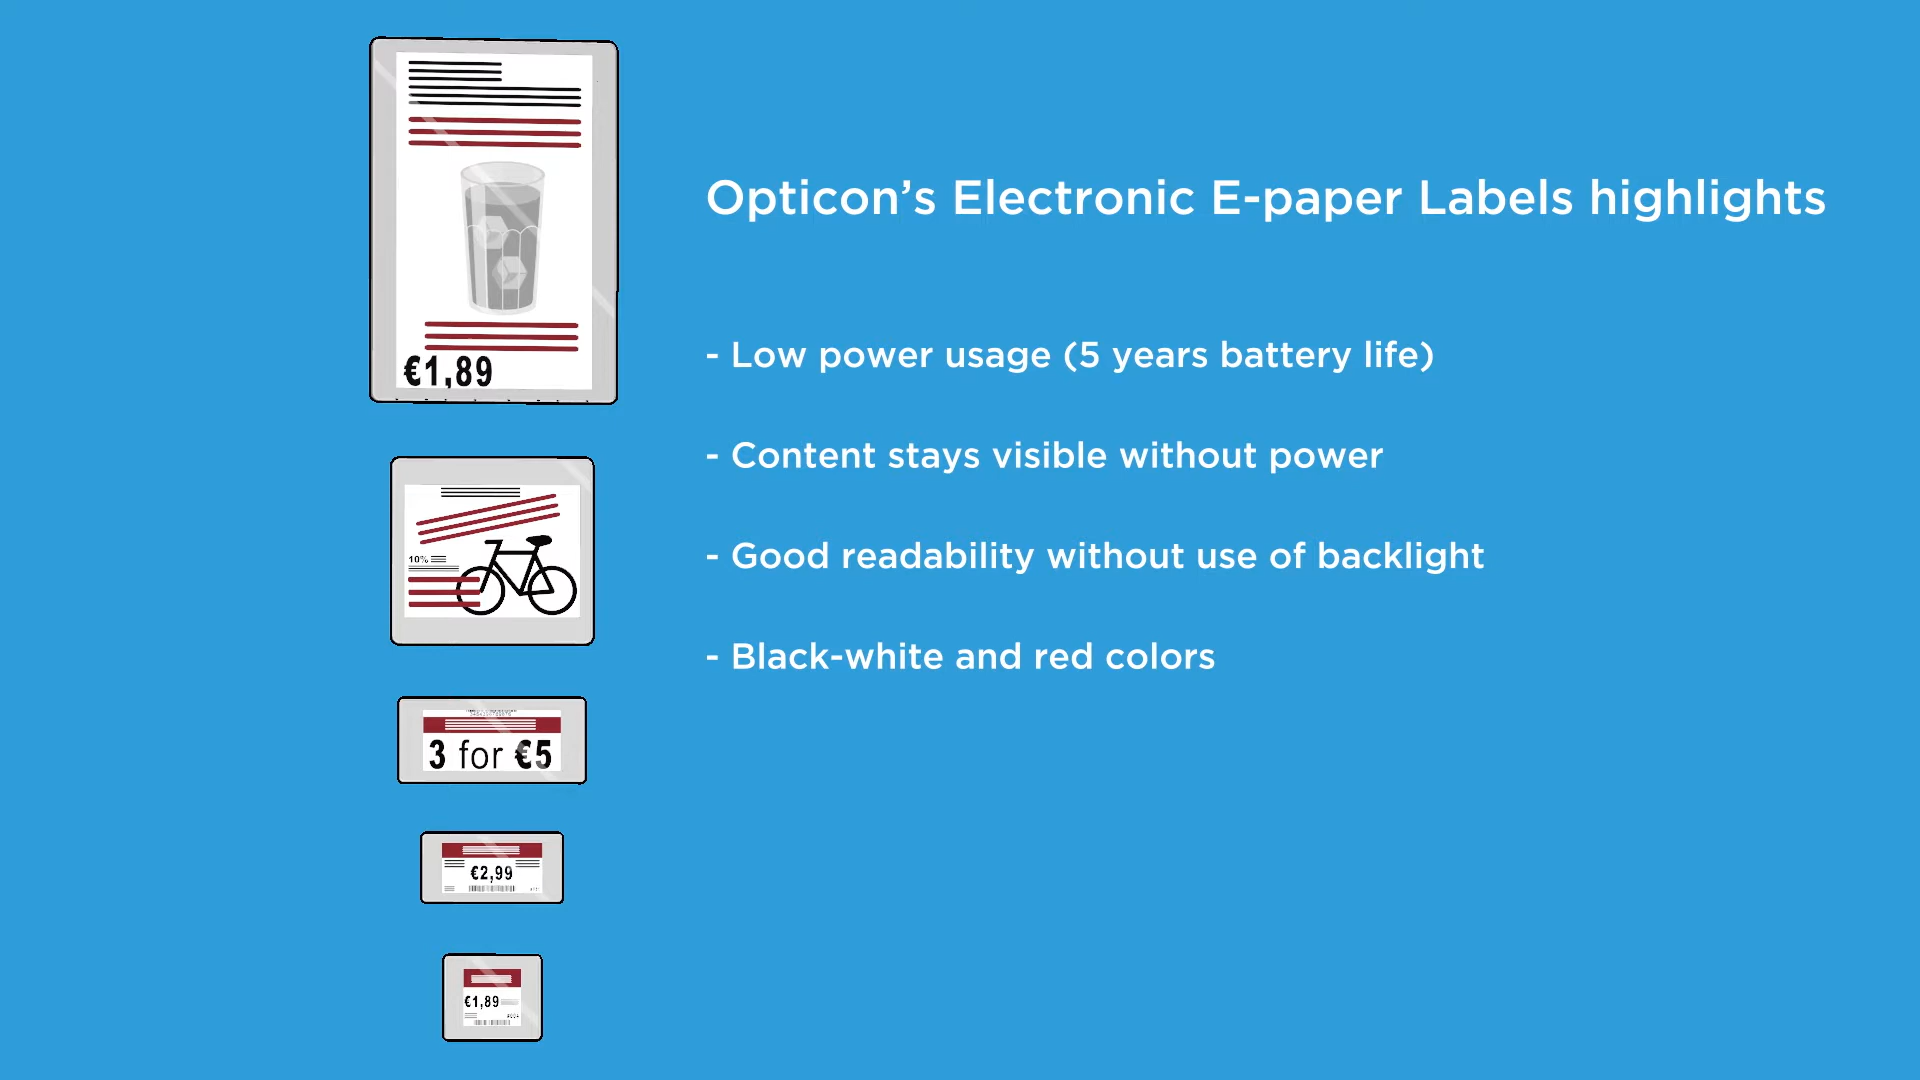 Opticon’s Electronic E-paper Labels highlights
- Low power usage (5 years battery life)
- Content stays visible without power
- Good readability without use of backlight
- Black-white and red colors
€1,89
10%
3 for €5
€2,99
€1,89